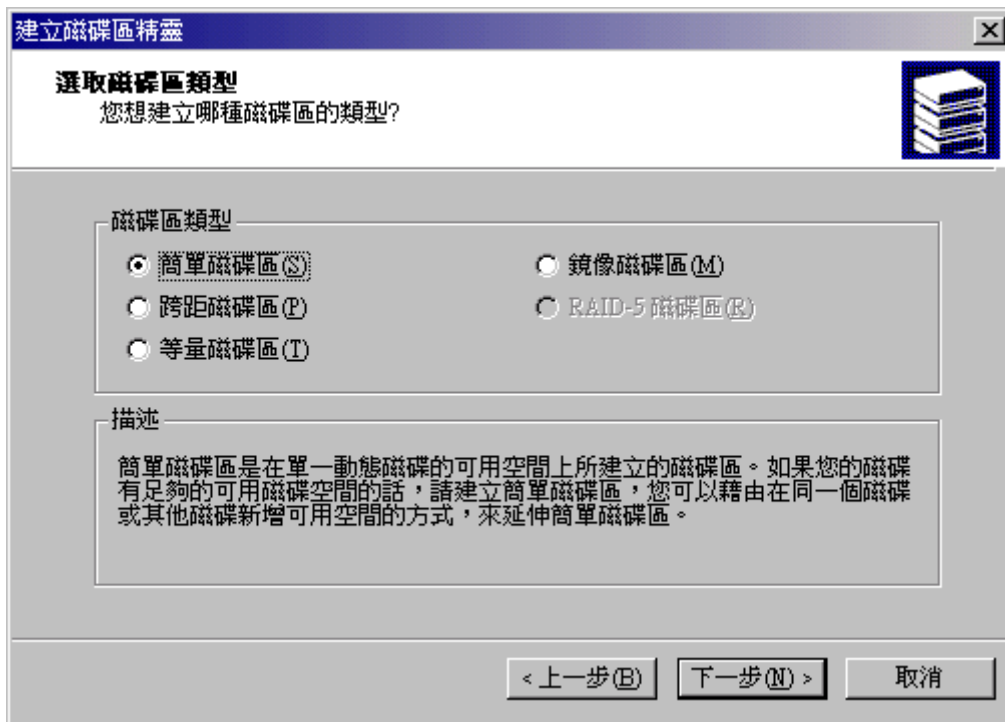 建立磁碟區精靈
選取磁碟區類型
您想建立哪種磁碟區的類型?
磁碟區類型
簡單磁碟區(S)
鏡像磁碟區(M)
跨距磁碟區(P)
RAID-5 磁碟區(R)
等量磁碟區(T)
描述
簡單磁碟區是在單一動態磁碟的可用空間上所建立的磁碟區。如果您的磁碟
有足夠的可用磁碟空間的話，請建立簡單磁碟區，您可以藉由在同一個磁碟
或其他磁碟新增可用空間的方式，來延伸簡單磁碟區。
< 上一步(B)
下一步(N) >
取消